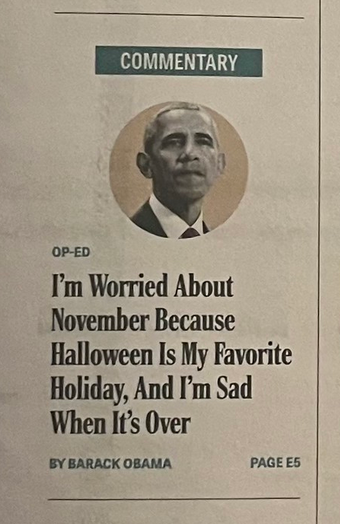 COMMENTARY
OP-ED
I'm Worried About
November Because
Halloween Is My Favorite
Holiday, And I'm Sad
When It's Over
BY BARACK OBAMA PAGE E5